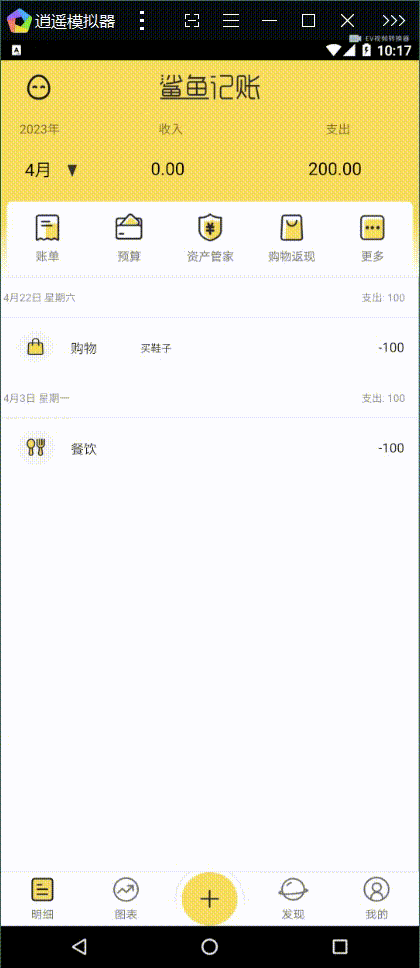 逍遥模拟器
EV视频转换器
A
10:17
鲨鱼记账
2023年 收入 支出
4月 ▼ 0.00 200.00
账单 预算 资产管家 购物返现 更多
4月22日 星期六 支出: 100
购物 买鞋子 -100
4月3日 星期一 支出: 100
餐饮 -100
明细 图表 发现 我的